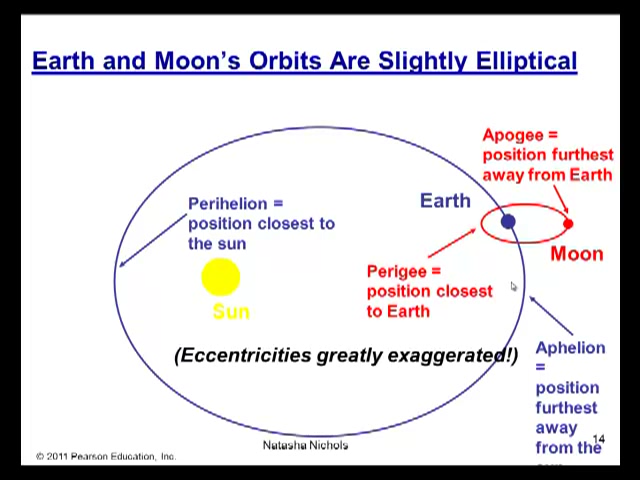 Earth and Moon's Orbits Are Slightly Elliptical
Apogee =
position furthest
away from Earth
Perihelion =
position closest to
the sun
Earth
Moon
Perigee =
position closest
to Earth
Sun
(Eccentricities greatly exaggerated!)
Aphelion
=
position
furthest
away
from the
14
Natasha Nichols
© 2011 Pearson Education, Inc.